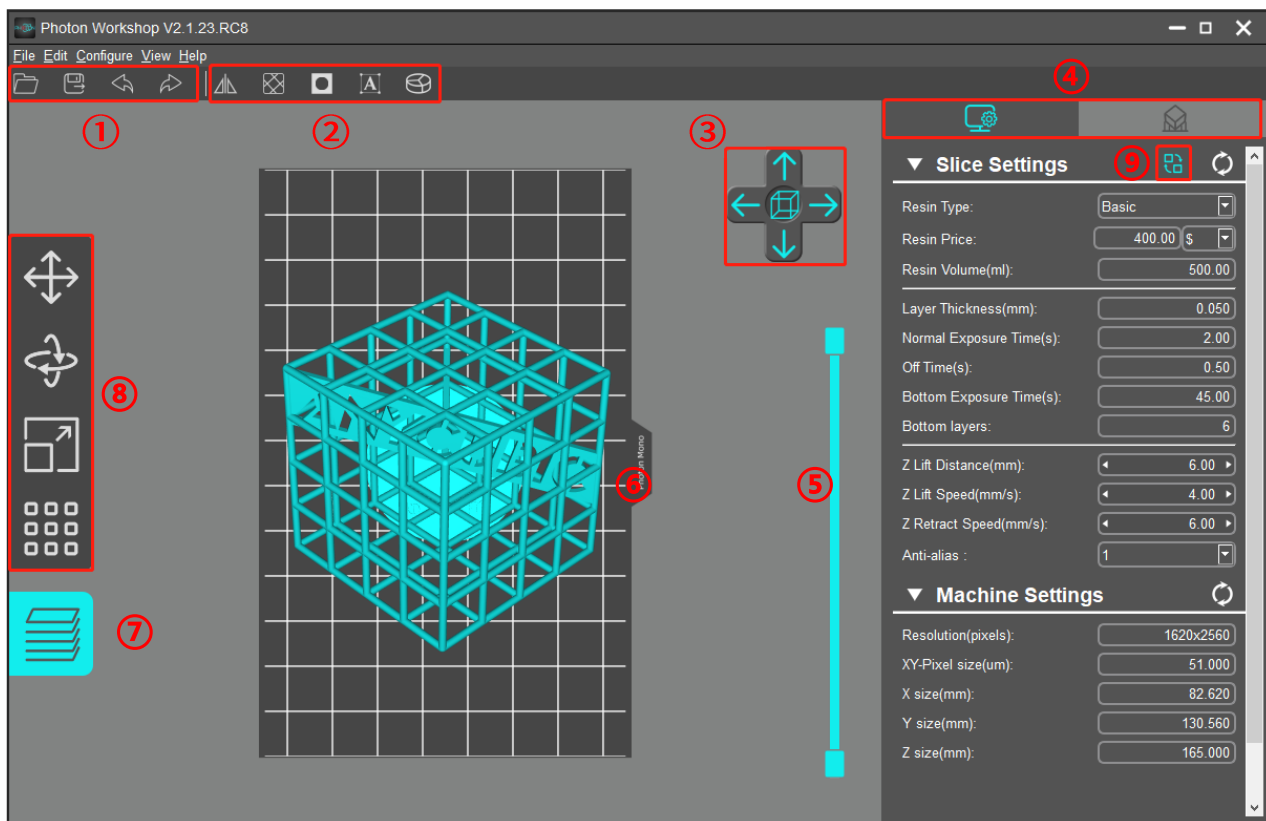 Photon Workshop V2.1.23.RC8
File Edit Configure View Help
A
① ② ③ ④
▼ Slice Settings ⑨
Resin Type: Basic
Resin Price: 400.00 $
Resin Volume(ml): 500.00
Layer Thickness(mm): 0.050
Normal Exposure Time(s): 2.00
Off Time(s): 0.50
Bottom Exposure Time(s): 45.00
Bottom layers: 6
Z Lift Distance(mm): 6.00
Z Lift Speed(mm/s): 4.00
Z Retract Speed(mm/s): 6.00
Anti-alias : 1
▼ Machine Settings
Resolution(pixels): 1620x2560
XY-Pixel size(um): 51.000
X size(mm): 82.620
Y size(mm): 130.560
Z size(mm): 165.000
⑧
Photon Mono
⑥
⑤
⑦